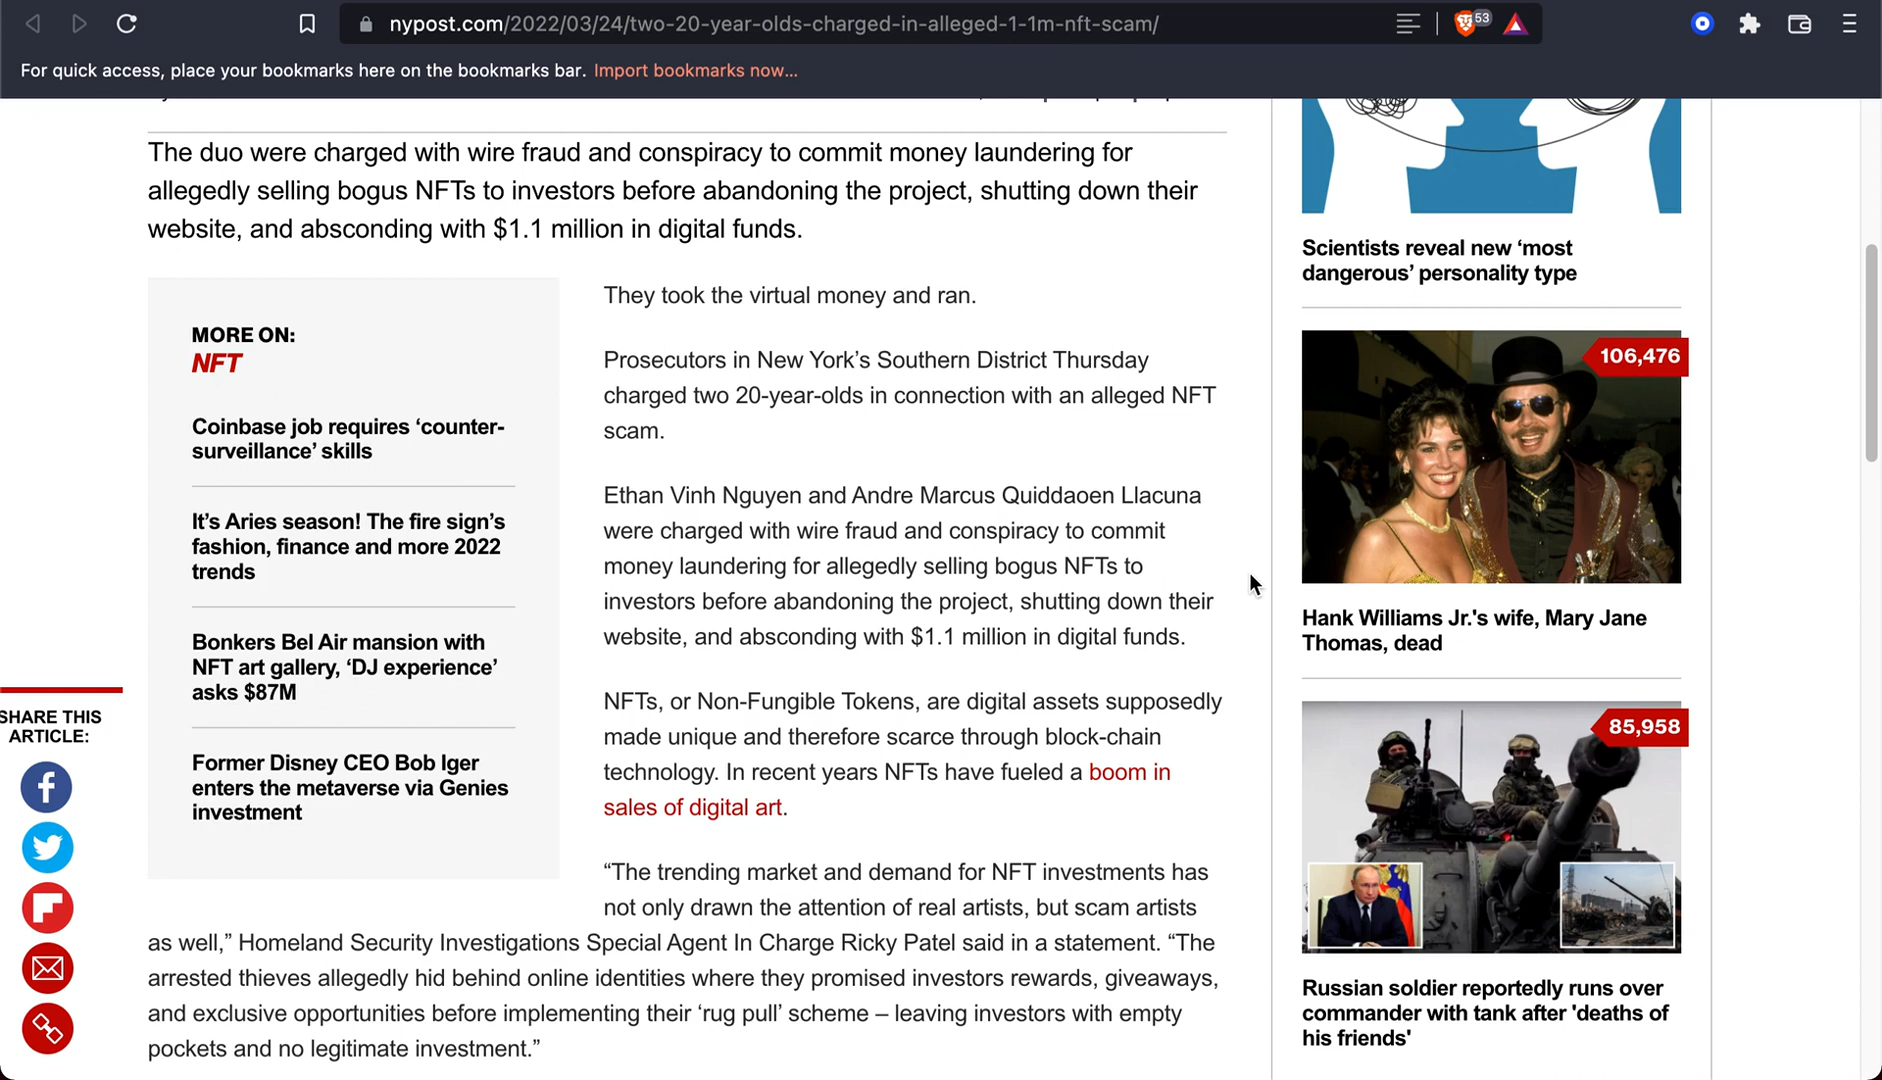 nypost.com/2022/03/24/two-20-year-olds-charged-in-alleged-1-1m-nft-scam/
53
For quick access, place your bookmarks here on the bookmarks bar. Import bookmarks now...
The duo were charged with wire fraud and conspiracy to commit money laundering for
allegedly selling bogus NFTs to investors before abandoning the project, shutting down their
website, and absconding with $1.1 million in digital funds.
MORE ON:
NFT
Coinbase job requires ‘counter-
surveillance’ skills
It’s Aries season! The fire sign’s
fashion, finance and more 2022
trends
Bonkers Bel Air mansion with
NFT art gallery, ‘DJ experience’
asks $87M
Former Disney CEO Bob Iger
enters the metaverse via Genies
investment
SHARE THIS
ARTICLE:
They took the virtual money and ran.
Prosecutors in New York’s Southern District Thursday
charged two 20-year-olds in connection with an alleged NFT
scam.
Ethan Vinh Nguyen and Andre Marcus Quiddaoen Llacuna
were charged with wire fraud and conspiracy to commit
money laundering for allegedly selling bogus NFTs to
investors before abandoning the project, shutting down their
website, and absconding with $1.1 million in digital funds.
NFTs, or Non-Fungible Tokens, are digital assets supposedly
made unique and therefore scarce through block-chain
technology. In recent years NFTs have fueled a boom in
sales of digital art.
“The trending market and demand for NFT investments has
not only drawn the attention of real artists, but scam artists
as well,” Homeland Security Investigations Special Agent In Charge Ricky Patel said in a statement. “The
arrested thieves allegedly hid behind online identities where they promised investors rewards, giveaways,
and exclusive opportunities before implementing their ‘rug pull’ scheme – leaving investors with empty
pockets and no legitimate investment.”
Scientists reveal new ‘most
dangerous’ personality type
106,476
Hank Williams Jr.'s wife, Mary Jane
Thomas, dead
85,958
Russian soldier reportedly runs over
commander with tank after 'deaths of
his friends'